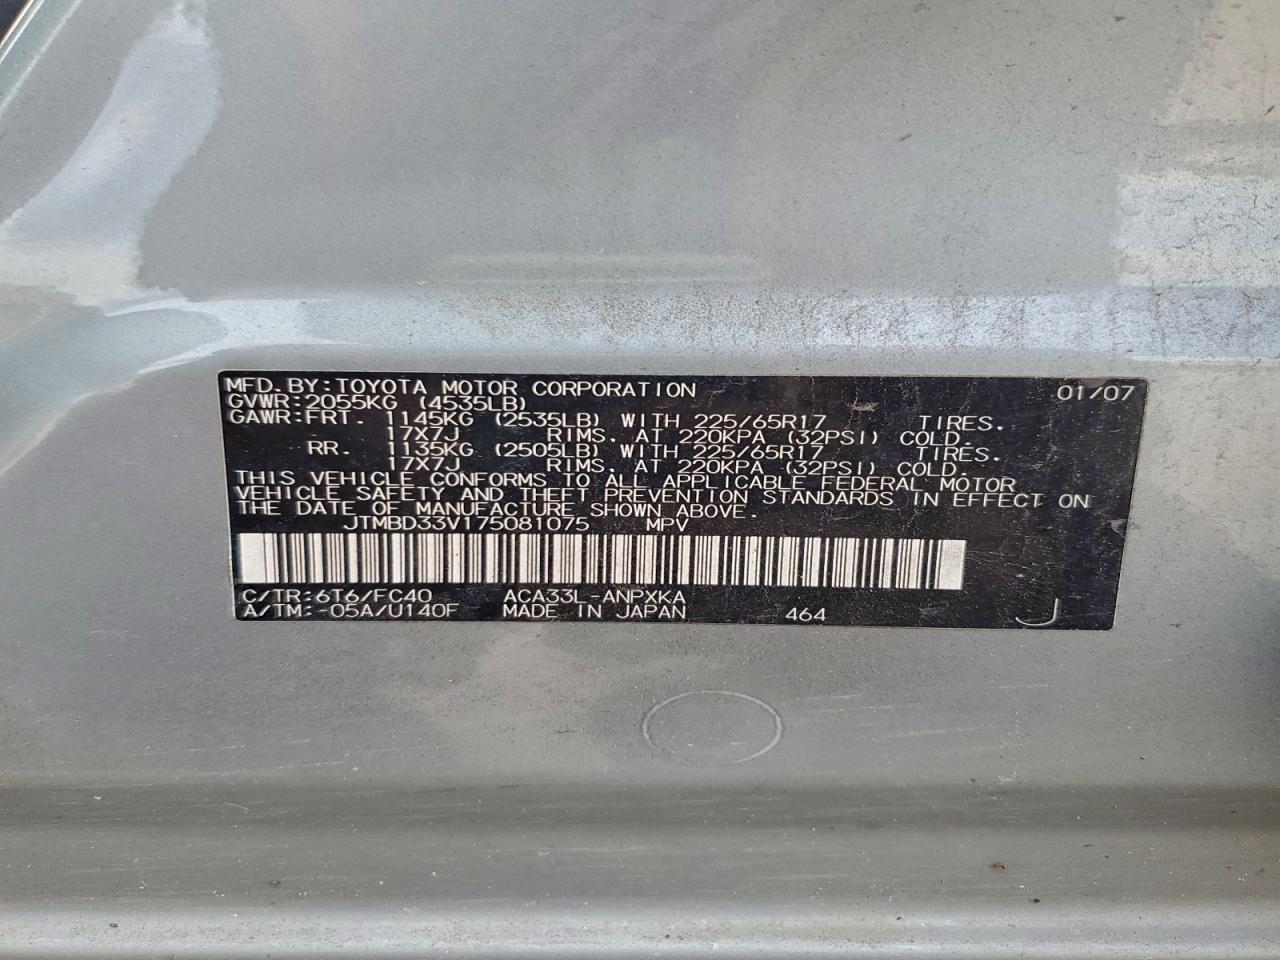 MFD.BY:TOYOTA MOTOR CORPORATION 01/07
GVWR:2055KG (4535LB)
GAWR:FRT. 1145KG (2535LB) WITH 225/65R17 TIRES.
17X7J RIMS. AT 220KPA (32PSI) COLD.
RR. 1135KG (2505LB) WITH 225/65R17 TIRES.
17X7J RIMS. AT 220KPA (32PSI) COLD.
THIS VEHICLE CONFORMS TO ALL APPLICABLE FEDERAL MOTOR
VEHICLE SAFETY AND THEFT PREVENTION STANDARDS IN EFFECT ON
THE DATE OF MANUFACTURE SHOWN ABOVE.
JTMBD33V175081075 MPV
C/TR:6T6/FC40 ACA33L-ANPXKA
A/TM:-05A/U140F MADE IN JAPAN 464 J